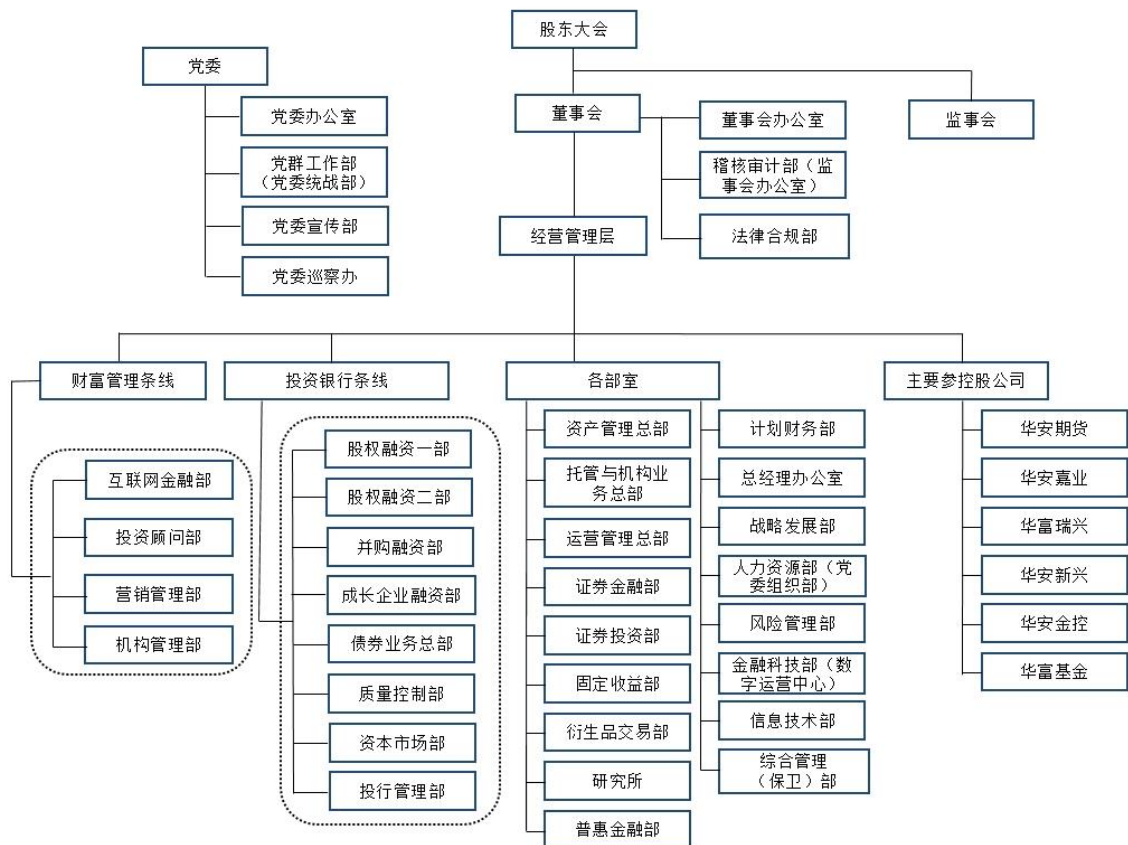 股东大会
党委
党委办公室
党群工作部
（党委统战部）
党委宣传部
党委巡察办
董事会
董事会办公室
稽核审计部（监
事会办公室）
法律合规部
监事会
经营管理层
财富管理条线
互联网金融部
投资顾问部
营销管理部
机构管理部
投资银行条线
股权融资一部
股权融资二部
并购融资部
成长企业融资部
债券业务总部
质量控制部
资本市场部
投行管理部
各部室
资产管理总部
托管与机构业
务总部
运营管理总部
证券金融部
证券投资部
固定收益部
衍生品交易部
研究所
普惠金融部
计划财务部
总经理办公室
战略发展部
人力资源部（党
委组织部）
风险管理部
金融科技部（数
字运营中心）
信息技术部
综合管理
（保卫）部
主要参控股公司
华安期货
华安嘉业
华富瑞兴
华安新兴
华安金控
华富基金